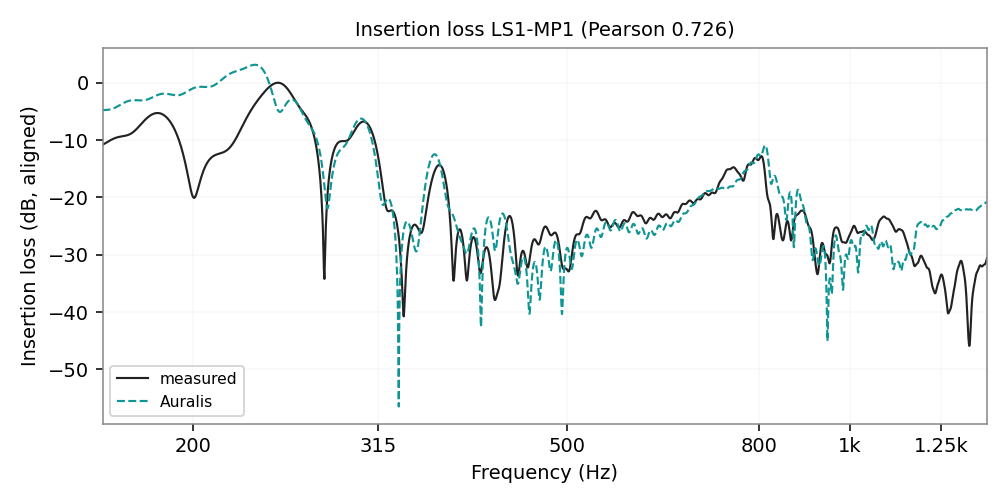 Insertion loss LS1-MP1 (Pearson 0.726)
Insertion loss (dB, aligned)
0
−10
−20
−30
−40
−50
measured
Auralis
200
315
500
800
1k
1.25k
Frequency (Hz)